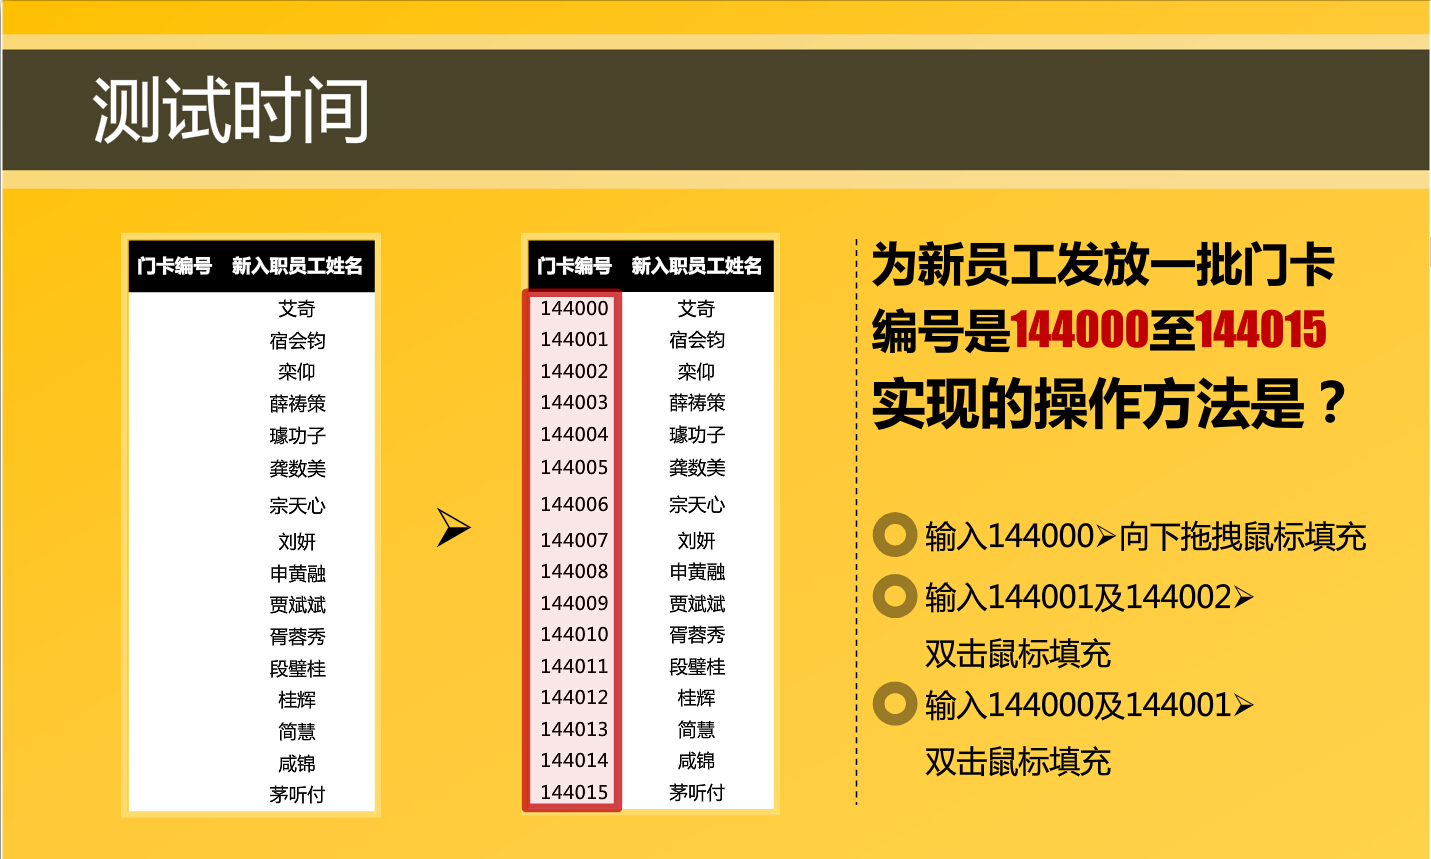 测试时间
门卡编号 新入职员工姓名
艾奇
宿会钧
栾仰
薛祷策
璩功子
龚数美
宗天心
刘妍
申黄融
贾斌斌
胥蓉秀
段璧桂
桂辉
简慧
咸锦
茅听付
门卡编号 新入职员工姓名
144000 艾奇
144001 宿会钧
144002 栾仰
144003 薛祷策
144004 璩功子
144005 龚数美
144006 宗天心
144007 刘妍
144008 申黄融
144009 贾斌斌
144010 胥蓉秀
144011 段璧桂
144012 桂辉
144013 简慧
144014 咸锦
144015 茅听付
为新员工发放一批门卡
编号是144000至144015
实现的操作方法是？
输入144000➢向下拖拽鼠标填充
输入144001及144002➢
双击鼠标填充
输入144000及144001➢
双击鼠标填充